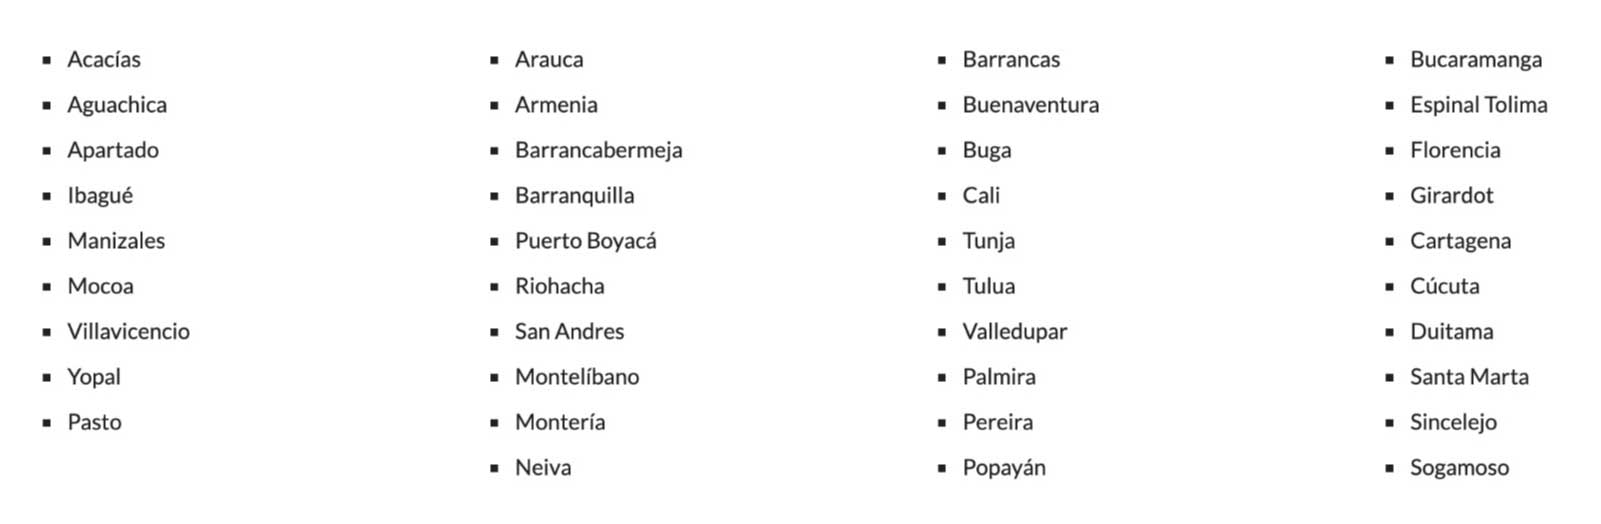 Acacías
Aguachica
Apartado
Ibagué
Manizales
Mocoa
Villavicencio
Yopal
Pasto
Arauca
Armenia
Barrancabermeja
Barranquilla
Puerto Boyacá
Riohacha
San Andres
Montelíbano
Montería
Neiva
Barrancas
Buenaventura
Buga
Cali
Tunja
Tulua
Valledupar
Palmira
Pereira
Popayán
Bucaramanga
Espinal Tolima
Florencia
Girardot
Cartagena
Cúcuta
Duitama
Santa Marta
Sincelejo
Sogamoso